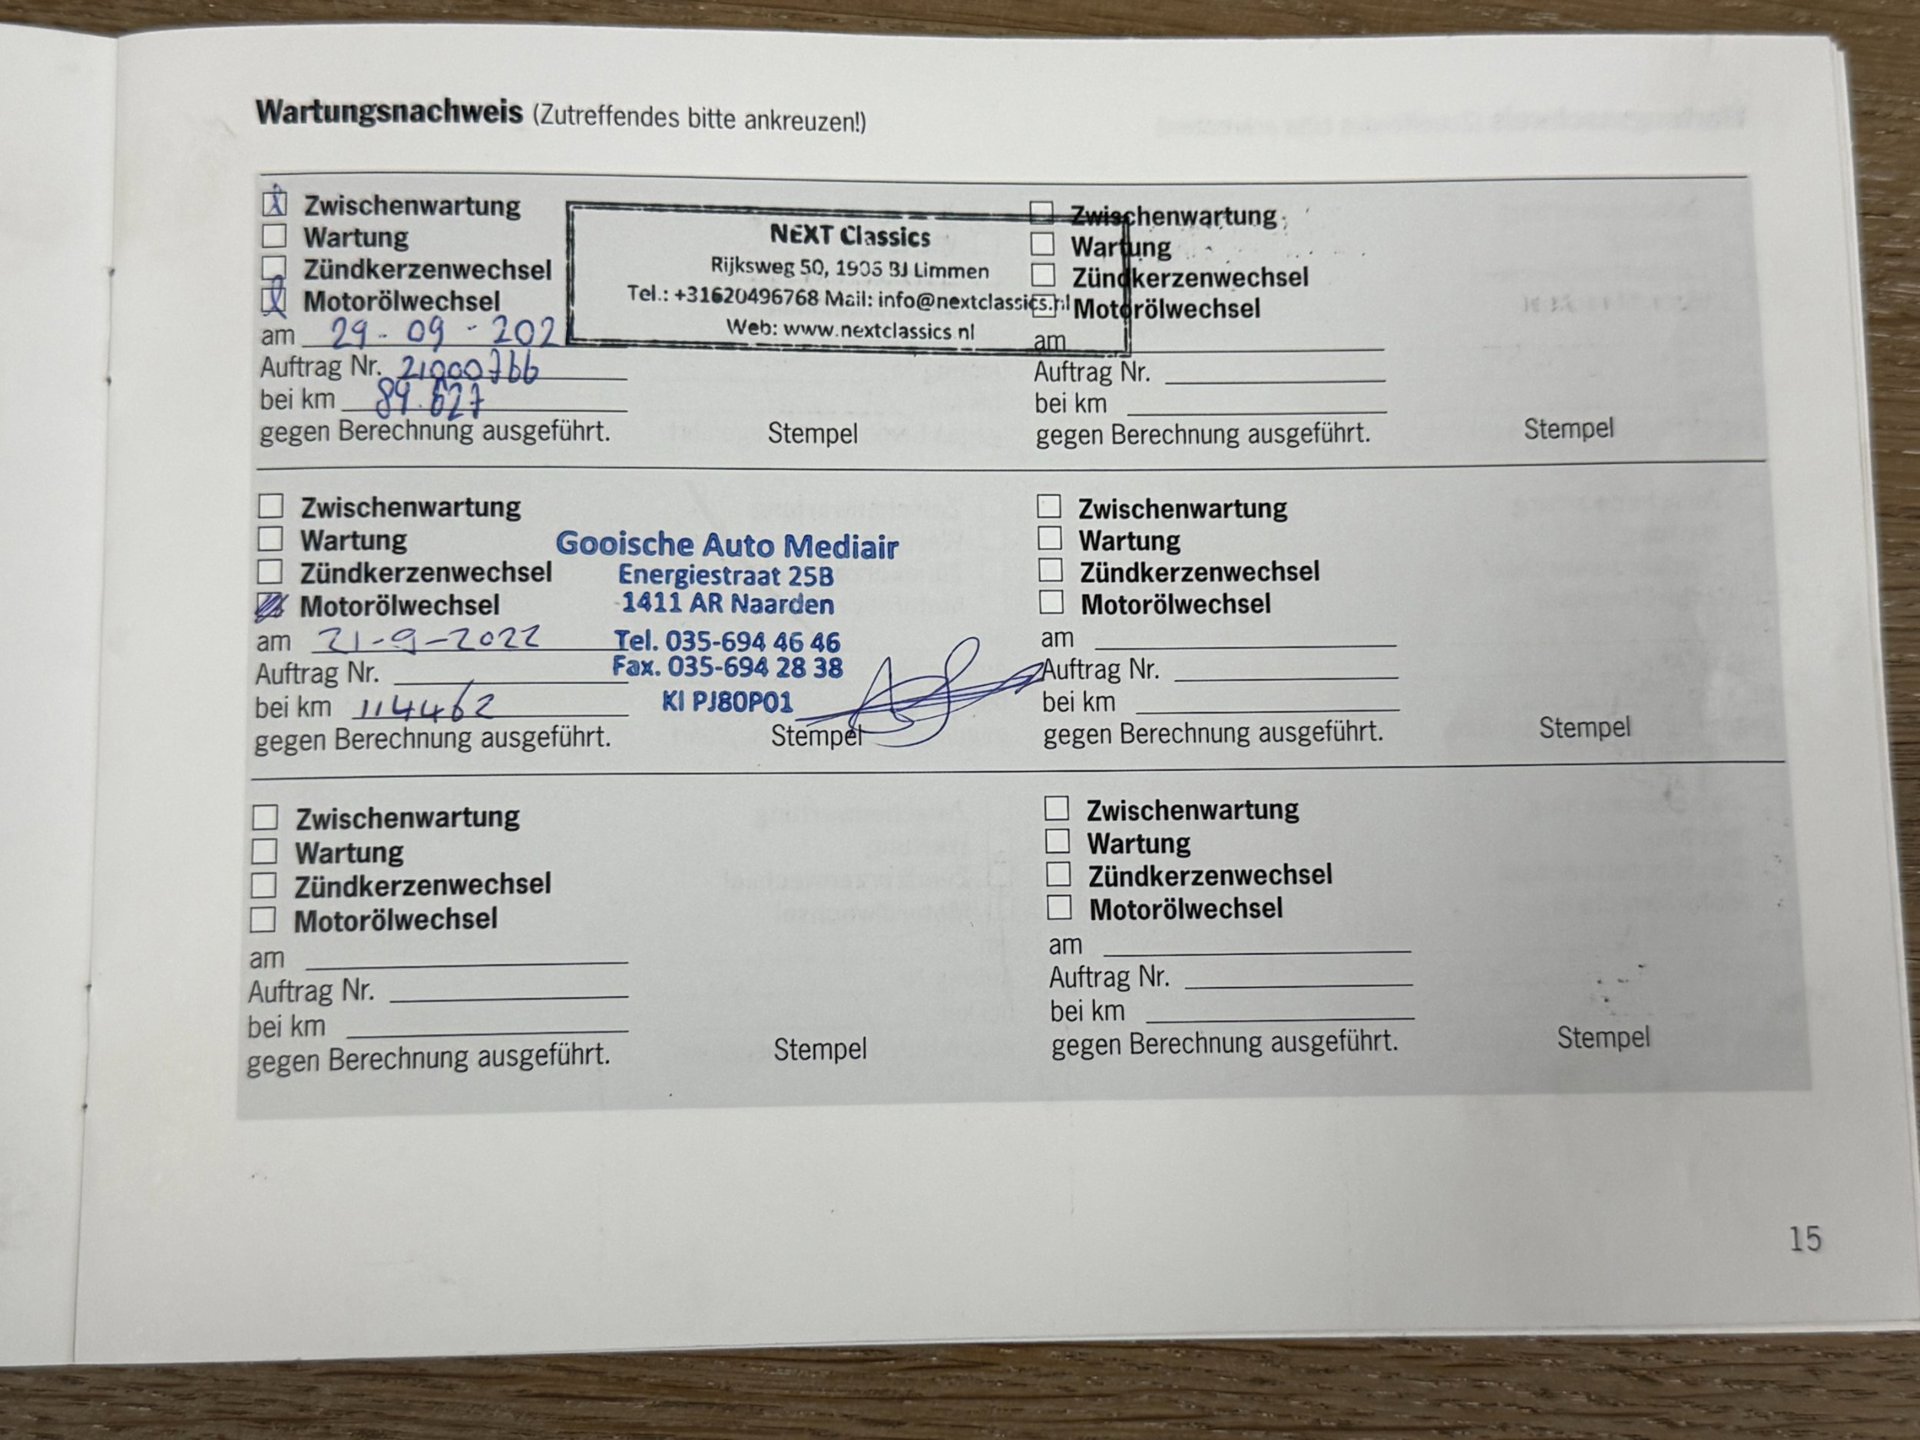 Wartungsnachweis (Zutreffendes bitte ankreuzen!)
Zwischenwartung
Wartung
Zündkerzenwechsel
Motorölwechsel
am 29-09-202
Auftrag Nr. 21000766
bei km 89.627
gegen Berechnung ausgeführt.
NEXT Classics
Rijksweg 50, 1906 BJ Limmen
Tel.: +31620496768 Mail: info@nextclassics.nl
Web: www.nextclassics.nl
Stempel
Zwischenwartung
Wartung
Zündkerzenwechsel
Motorölwechsel
am
Auftrag Nr.
bei km
gegen Berechnung ausgeführt.
Stempel
Zwischenwartung
Wartung
Zündkerzenwechsel
Motorölwechsel
am 21-9-2022
Auftrag Nr.
bei km 114462
gegen Berechnung ausgeführt.
Gooische Auto Mediair
Energiestraat 25B
1411 AR Naarden
Tel. 035-694 46 46
Fax. 035-694 28 38
KI PJ80P01
Stempel
Zwischenwartung
Wartung
Zündkerzenwechsel
Motorölwechsel
am
Auftrag Nr.
bei km
gegen Berechnung ausgeführt.
Stempel
Zwischenwartung
Wartung
Zündkerzenwechsel
Motorölwechsel
am
Auftrag Nr.
bei km
gegen Berechnung ausgeführt.
Stempel
Zwischenwartung
Wartung
Zündkerzenwechsel
Motorölwechsel
am
Auftrag Nr.
bei km
gegen Berechnung ausgeführt.
Stempel
15